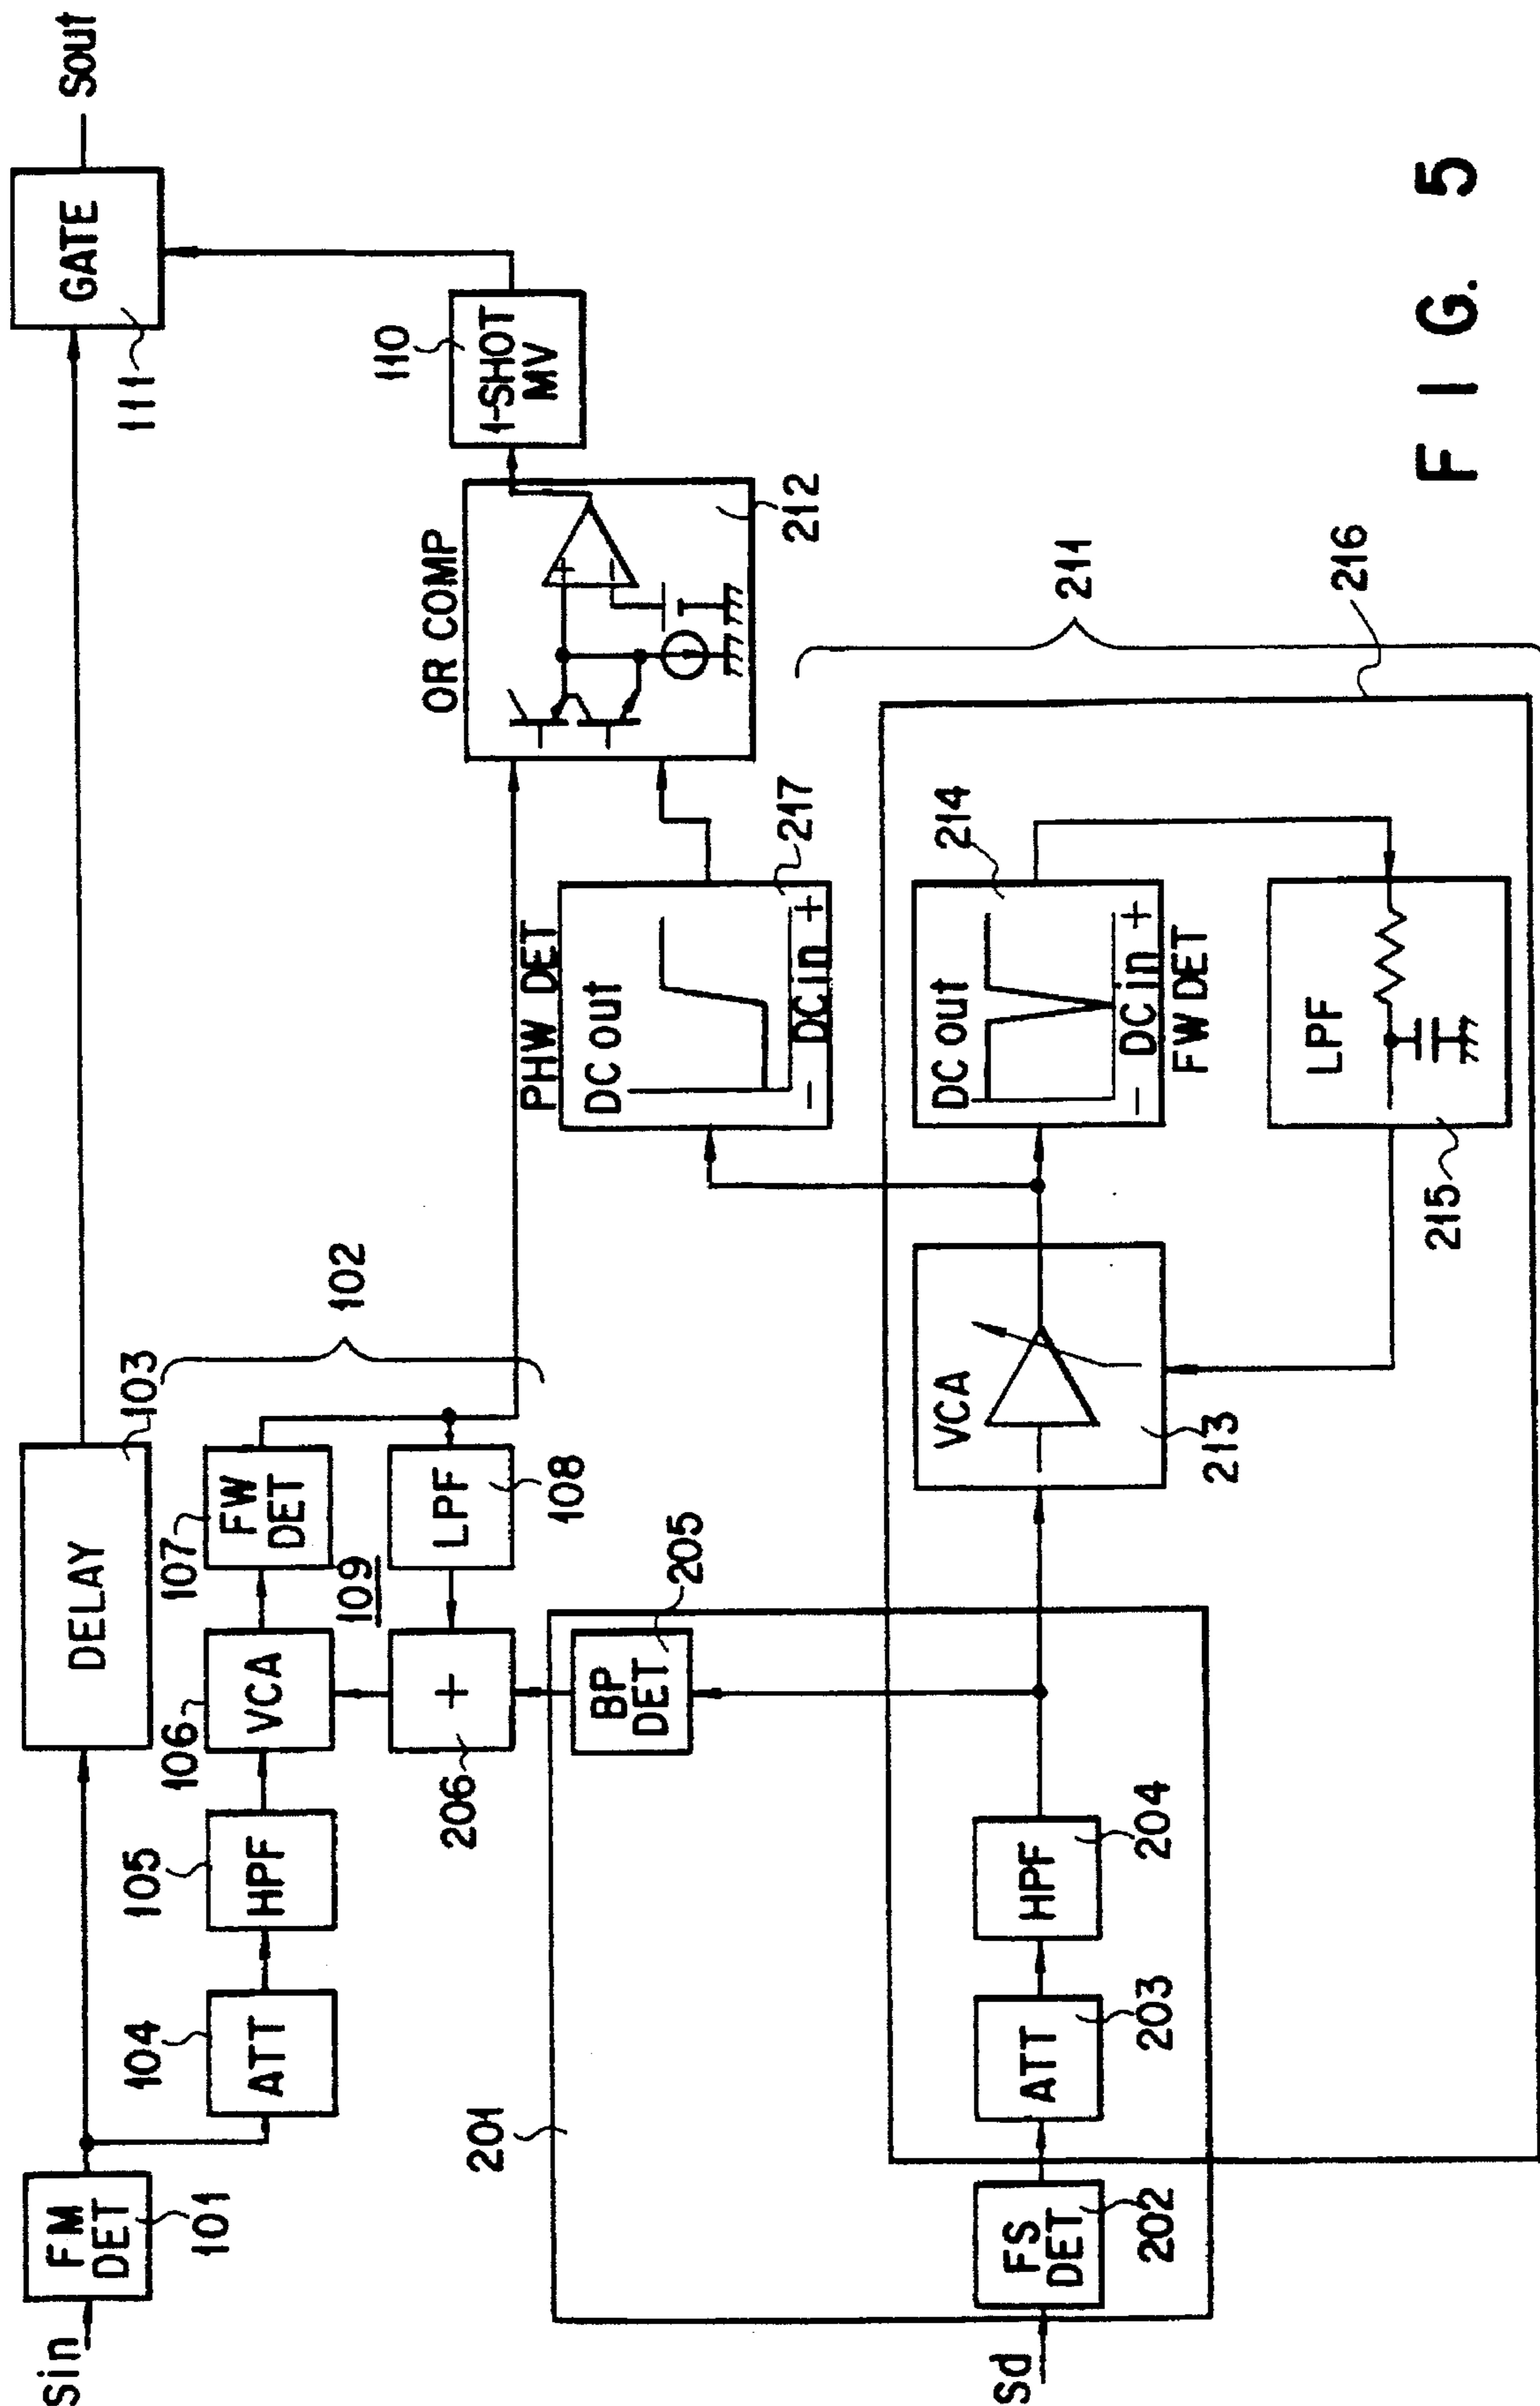 Sin
FM
DET
101
DELAY
103
GATE
111
Sout
104
ATT
105
HPF
106
VCA
107
FW
DET
109
102
LPF
108
+
206
BP
DET
205
201
Sd
FS
DET
202
ATT
203
HPF
204
VCA
213
PHW DET
DC out
- DC in +
217
214
DC out
- DC in +
FW DET
LPF
215
216
211
OR COMP
+
-
212
110
1-SHOT
MV
FIG. 5